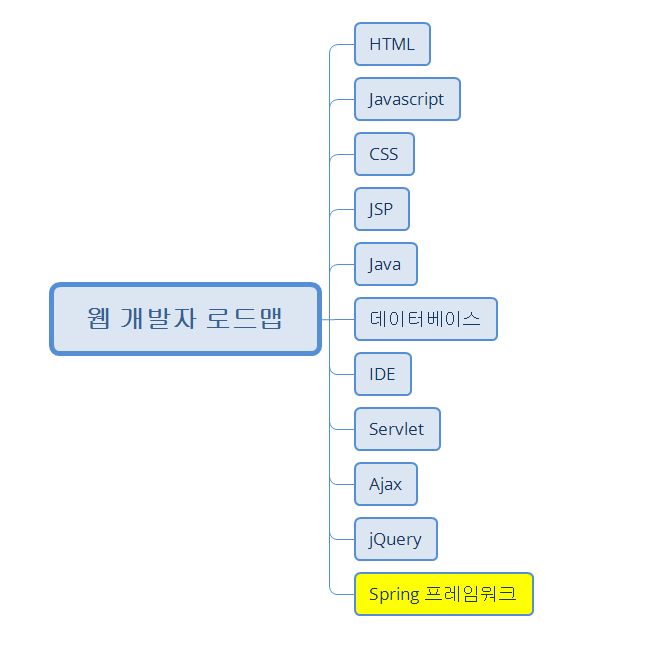 HTML
Javascript
CSS
JSP
Java
웹 개발자 로드맵
데이터베이스
IDE
Servlet
Ajax
jQuery
Spring 프레임워크